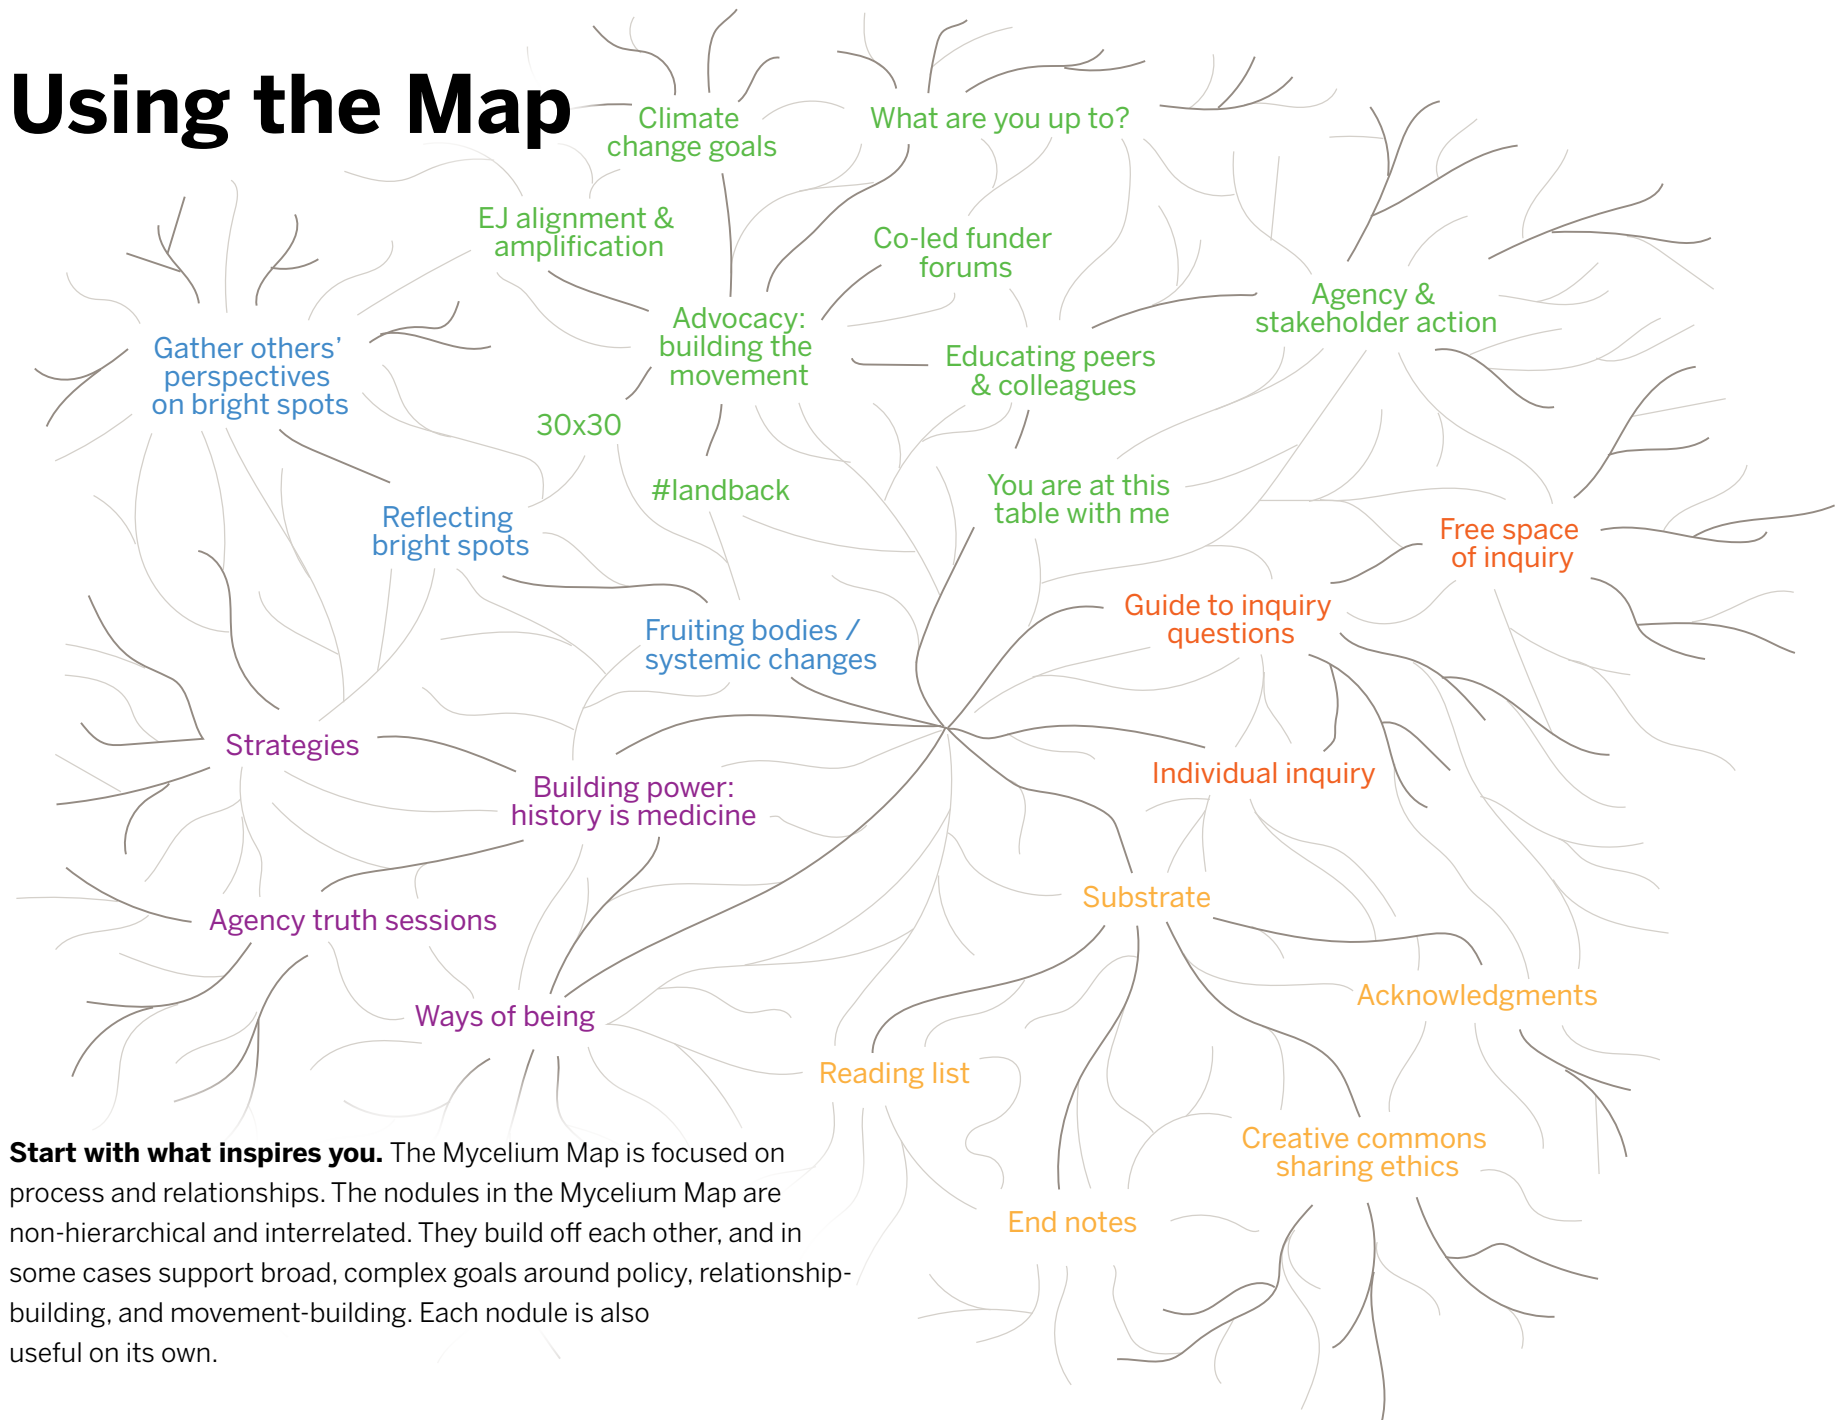 Using the Map
Climate
change goals
What are you up to?
EJ alignment &
amplification
Co-led funder
forums
Agency &
stakeholder action
Advocacy:
building the
movement
Educating peers
& colleagues
Gather others’
perspectives
on bright spots
30x30
#landback
You are at this
table with me
Reflecting
bright spots
Free space
of inquiry
Guide to inquiry
questions
Fruiting bodies /
systemic changes
Strategies
Building power:
history is medicine
Individual inquiry
Substrate
Agency truth sessions
Acknowledgments
Ways of being
Reading list
Creative commons
sharing ethics
End notes
Start with what inspires you. The Mycelium Map is focused on
process and relationships. The nodules in the Mycelium Map are
non-hierarchical and interrelated. They build off each other, and in
some cases support broad, complex goals around policy, relationship-
building, and movement-building. Each nodule is also
useful on its own.